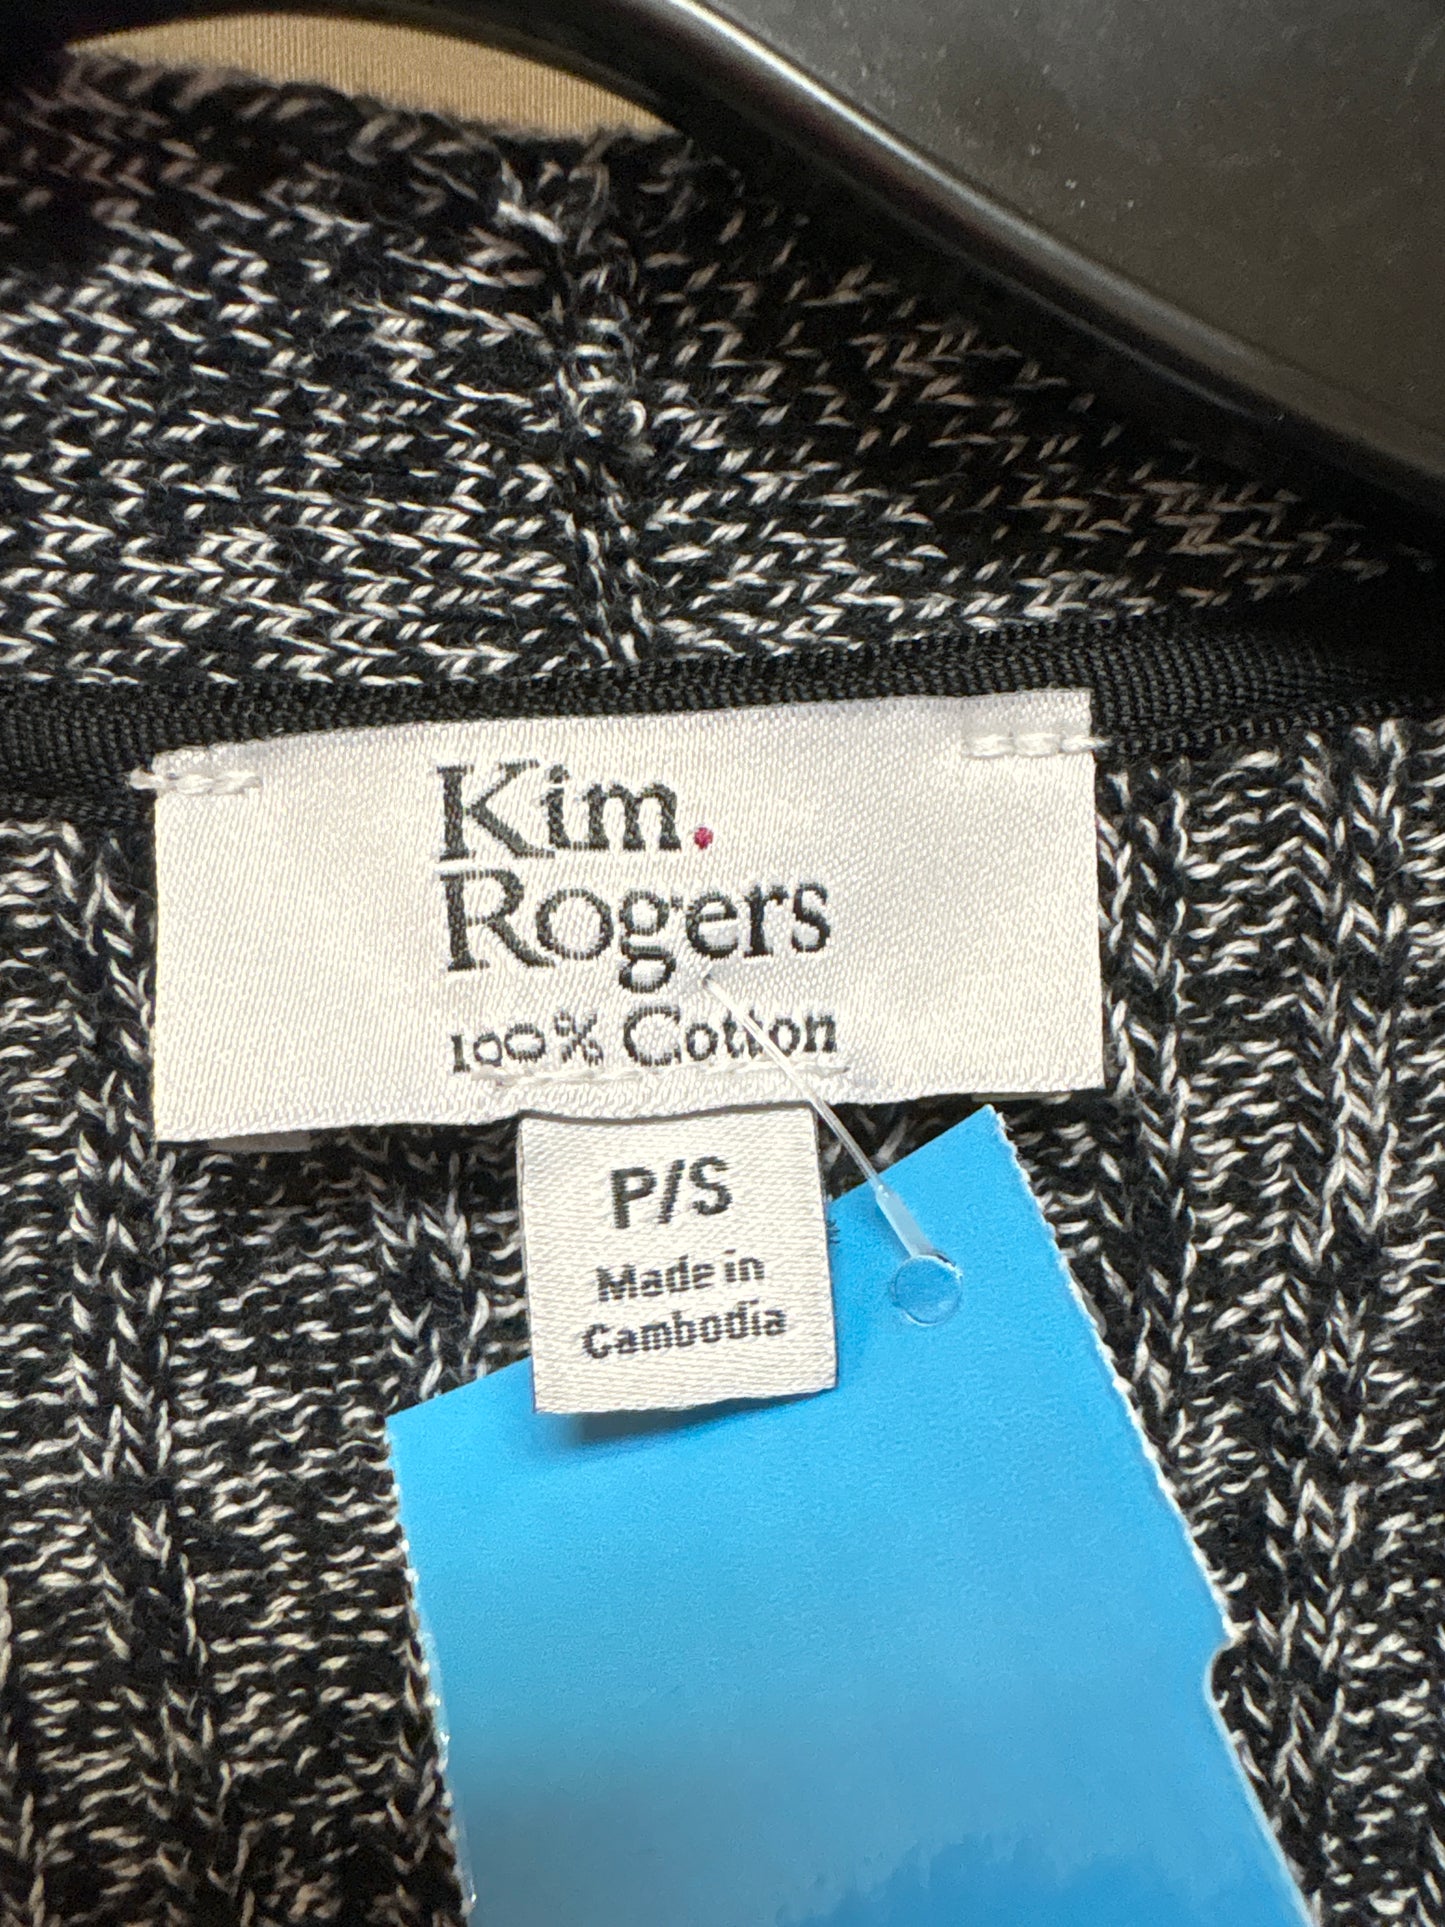 Kim.
Rogers
100% Cotton
P/S
Made in
Cambodia